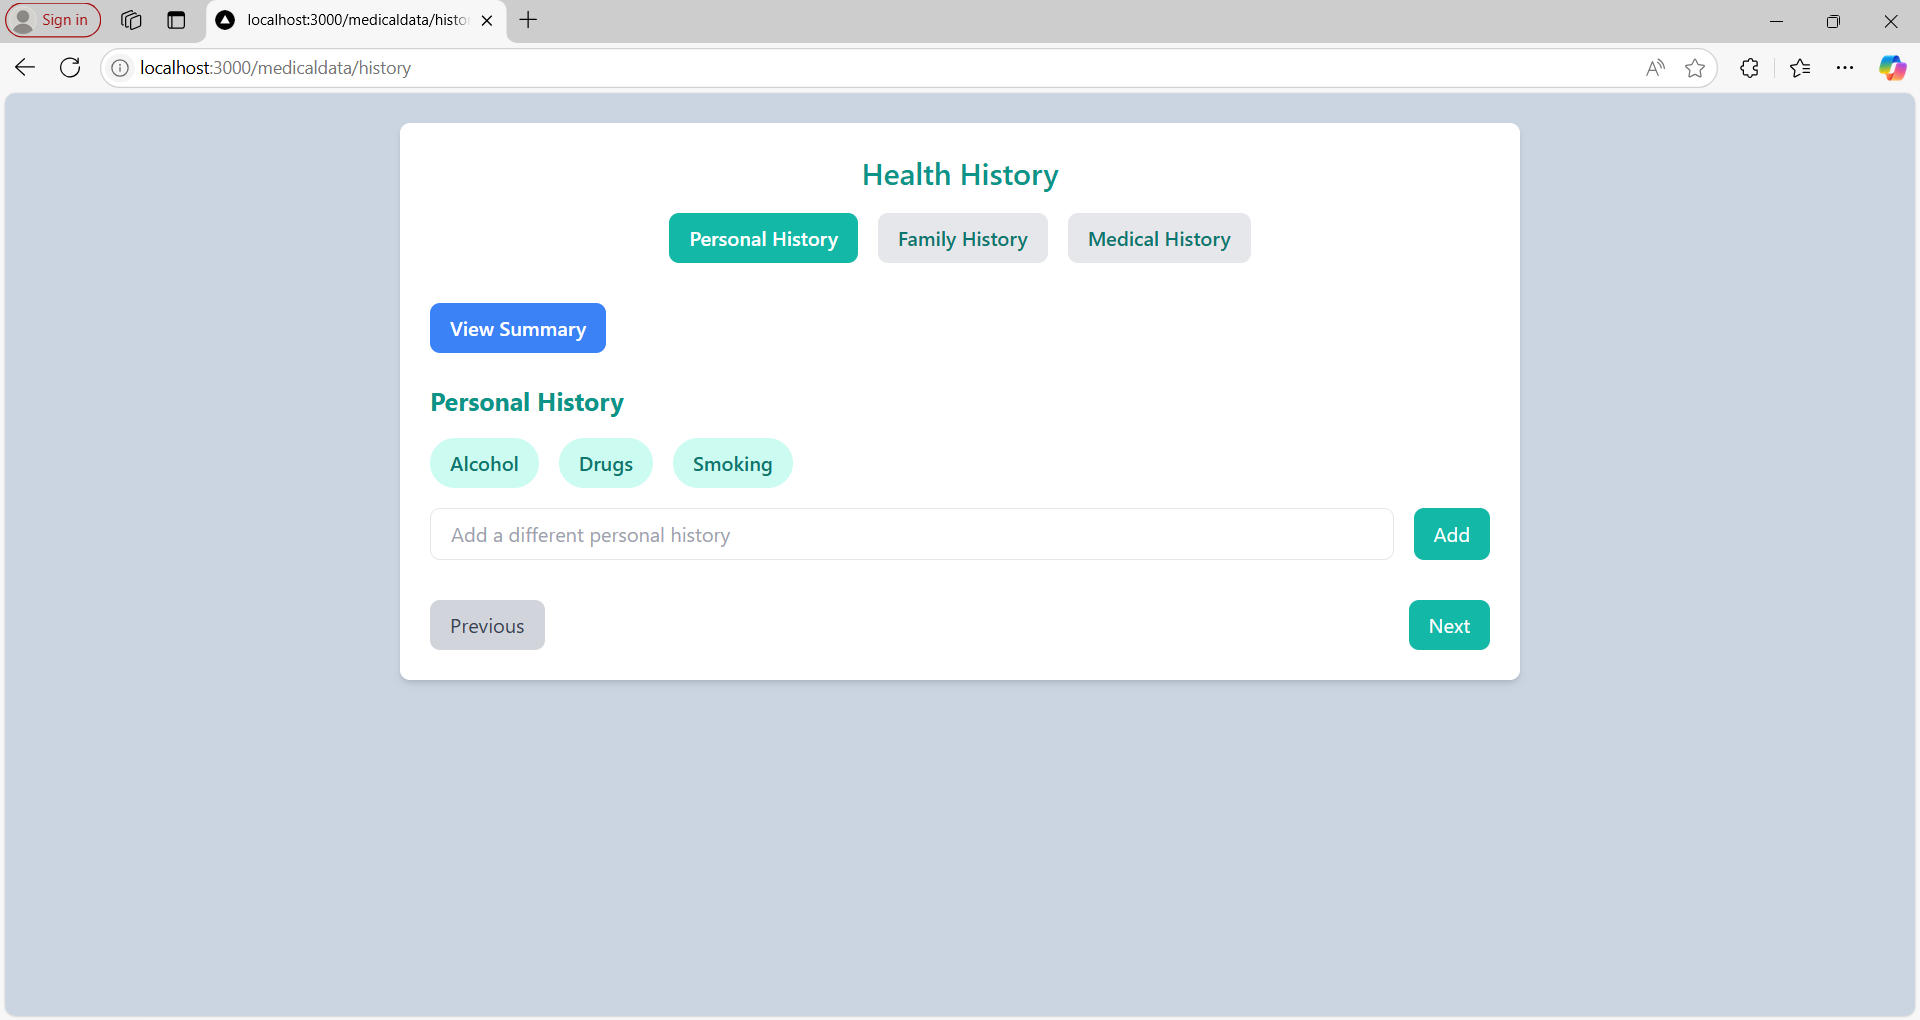 Sign in
localhost:3000/medicaldata/histo
localhost:3000/medicaldata/history
Health History
Personal History Family History Medical History
View Summary
Personal History
Alcohol Drugs Smoking
Add a different personal history Add
Previous Next